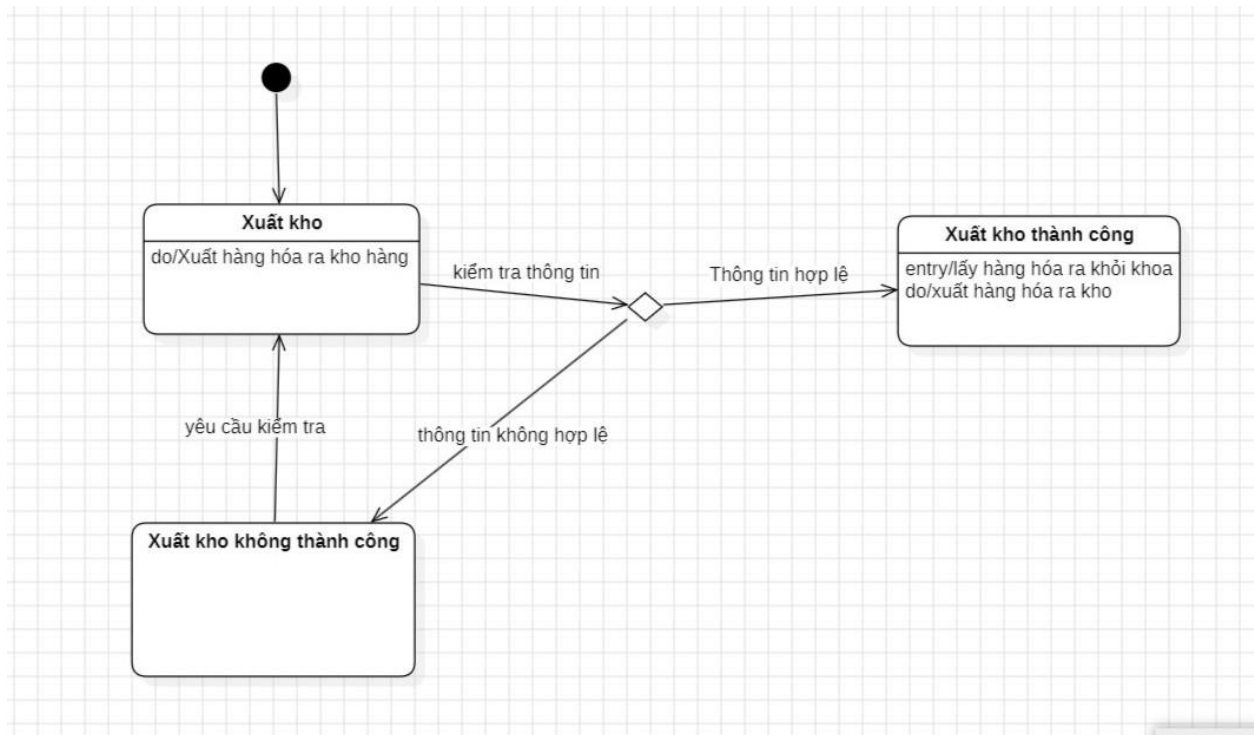 Xuất kho
do/Xuất hàng hóa ra kho hàng
kiểm tra thông tin
Thông tin hợp lệ
Xuất kho thành công
entry/lấy hàng hóa ra khỏi khoa
do/xuất hàng hóa ra kho
yêu cầu kiểm tra
thông tin không hợp lệ
Xuất kho không thành công